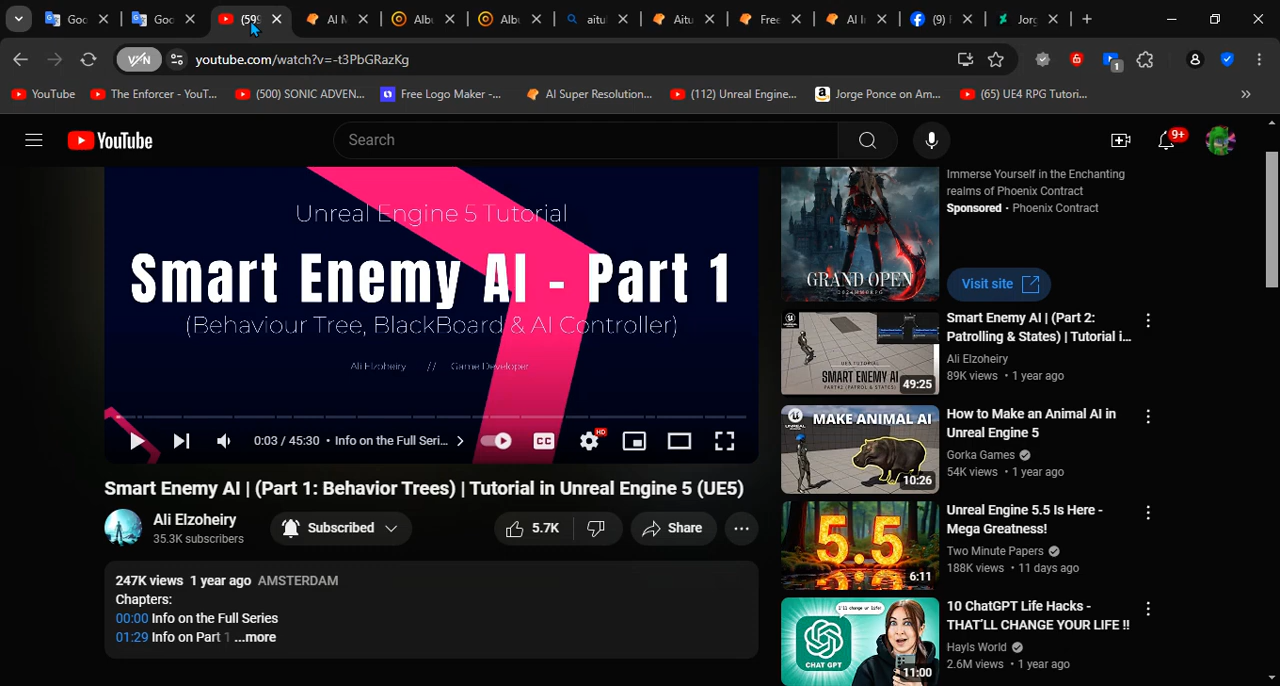 Goo
Goo
(599
AI M
Albu
Albu
aitu
Aitu
Free
AI Ir
(9) F
Jorg
V/N
youtube.com/watch?v=-t3PbGRazKg
1
YouTube
The Enforcer - YouT...
(500) SONIC ADVEN...
Free Logo Maker -...
AI Super Resolution...
(112) Unreal Engine...
Jorge Ponce on Am...
(65) UE4 RPG Tutori...
YouTube
Search
9+
Unreal Engine 5 Tutorial
Smart Enemy AI - Part 1
(Behaviour Tree, BlackBoard & AI Controller)
Ali Elzoheiry // Game Developer
0:03 / 45:30 • Info on the Full Seri...
CC
HD
Smart Enemy AI | (Part 1: Behavior Trees) | Tutorial in Unreal Engine 5 (UE5)
Ali Elzoheiry
35.3K subscribers
Subscribed
5.7K
Share
247K views 1 year ago AMSTERDAM
Chapters:
00:00 Info on the Full Series
01:29 Info on Part 1 ...more
Immerse Yourself in the Enchanting
realms of Phoenix Contract
Sponsored • Phoenix Contract
GRAND OPEN
Visit site
SMART ENEMY AI
49:25
Smart Enemy AI | (Part 2:
Patrolling & States) | Tutorial i...
Ali Elzoheiry
89K views • 1 year ago
MAKE ANIMAL AI
10:26
How to Make an Animal AI in
Unreal Engine 5
Gorka Games
54K views • 1 year ago
5.5
6:11
Unreal Engine 5.5 Is Here -
Mega Greatness!
Two Minute Papers
188K views • 11 days ago
I'll change ur life!
CHAT GPT
11:00
10 ChatGPT Life Hacks -
THAT'LL CHANGE YOUR LIFE !!
Hayls World
2.6M views • 1 year ago